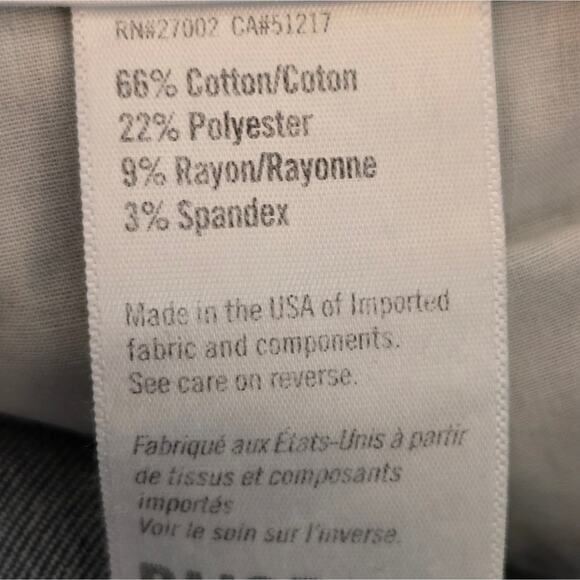 RN#27002 CA#51217
66% Cotton/Coton
22% Polyester
9% Rayon/Rayonne
3% Spandex
Made in the USA of Imported
fabric and components.
See care on reverse.
Fabriqué aux États-Unis à partir
de tissus et composants
importés
Voir le soin sur l'inverse.